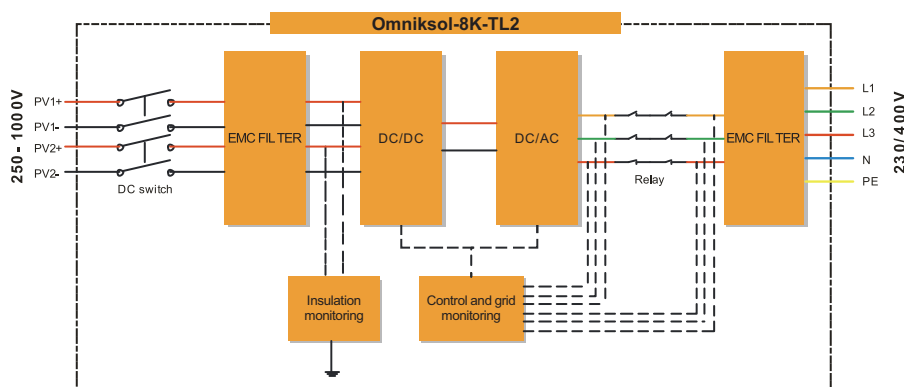 Omniksol-8K-TL2
250-1000V
PV1+
PV1-
PV2+
PV2-
DC switch
EMC FILTER
DC/DC
DC/AC
Relay
EMC FILTER
L1
L2
L3
N
PE
230/400V
Insulation
monitoring
Control and grid
monitoring